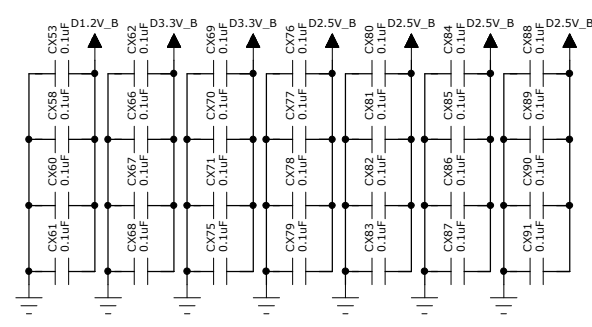 CX53 0.1uF D1.2V_B CX62 0.1uF D3.3V_B CX69 0.1uF D3.3V_B CX76 0.1uF D2.5V_B CX80 0.1uF D2.5V_B CX84 0.1uF D2.5V_B CX88 0.1uF D2.5V_B
CX58 0.1uF CX66 0.1uF CX70 0.1uF CX77 0.1uF CX81 0.1uF CX85 0.1uF CX89 0.1uF
CX60 0.1uF CX67 0.1uF CX71 0.1uF CX78 0.1uF CX82 0.1uF CX86 0.1uF CX90 0.1uF
CX61 0.1uF CX68 0.1uF CX75 0.1uF CX79 0.1uF CX83 0.1uF CX87 0.1uF CX91 0.1uF